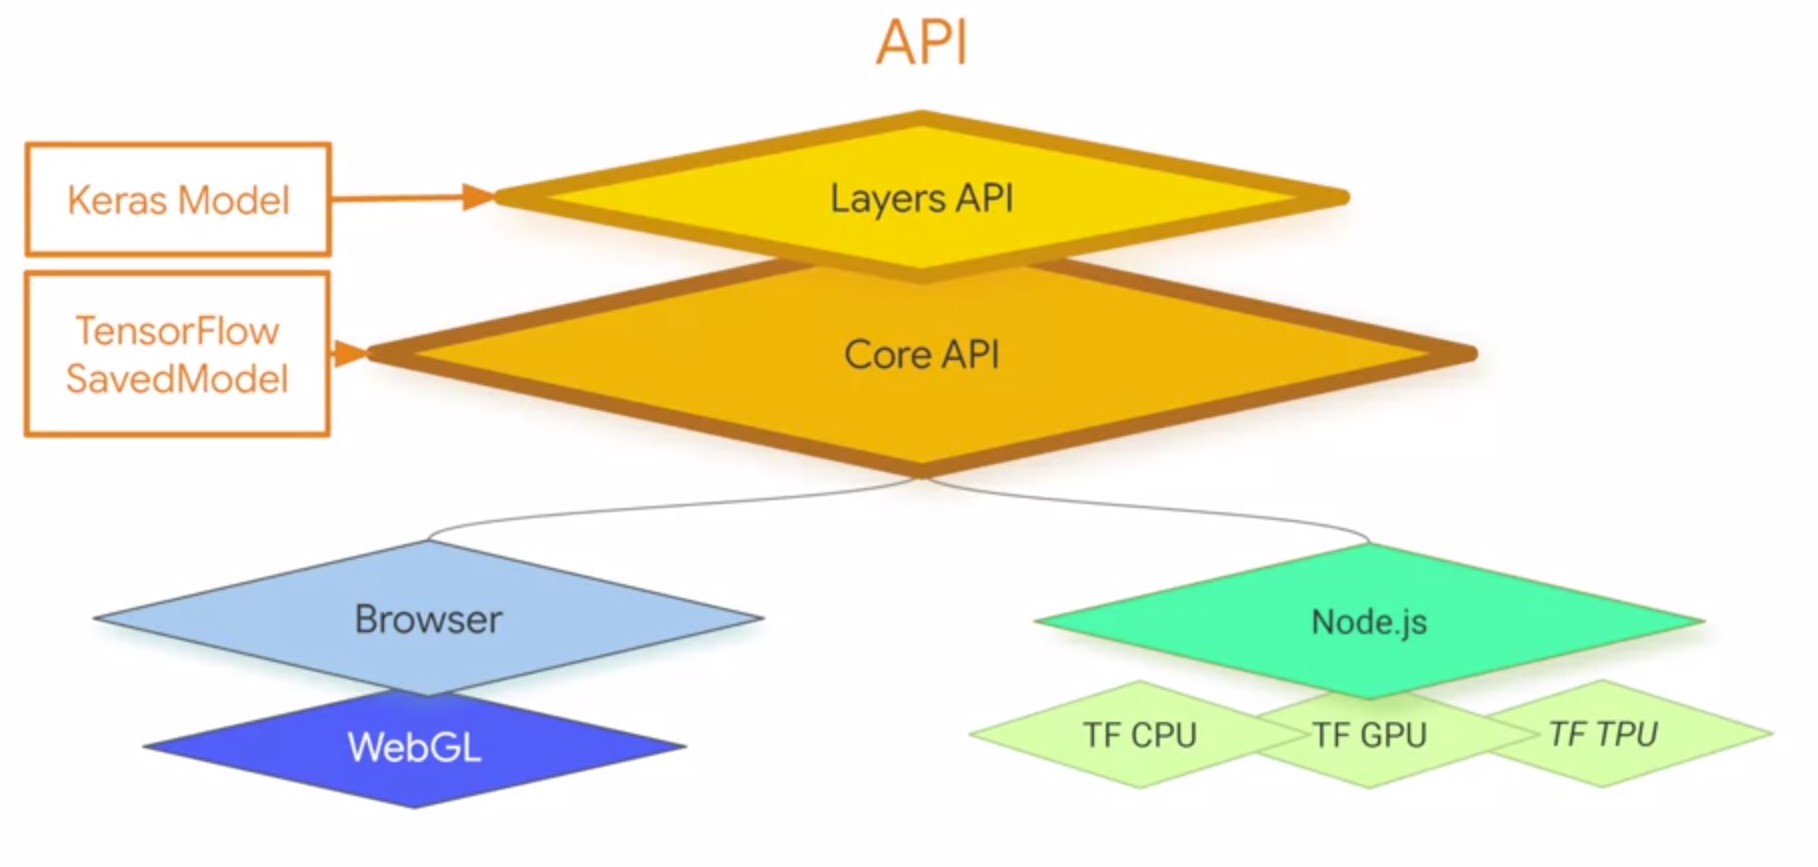 API
Keras Model
Layers API
TensorFlow
SavedModel
Core API
Browser
Node.js
WebGL
TF CPU
TF GPU
TF TPU